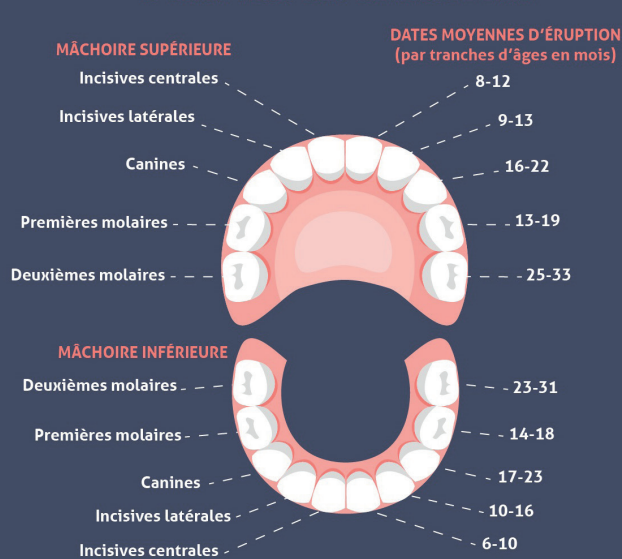 MÂCHOIRE SUPÉRIEURE
DATES MOYENNES D'ÉRUPTION
(par tranches d'âges en mois)
Incisives centrales
8-12
Incisives latérales
9-13
Canines
16-22
Premières molaires
13-19
Deuxièmes molaires
25-33
MÂCHOIRE INFÉRIEURE
Deuxièmes molaires
23-31
Premières molaires
14-18
Canines
17-23
Incisives latérales
10-16
Incisives centrales
6-10